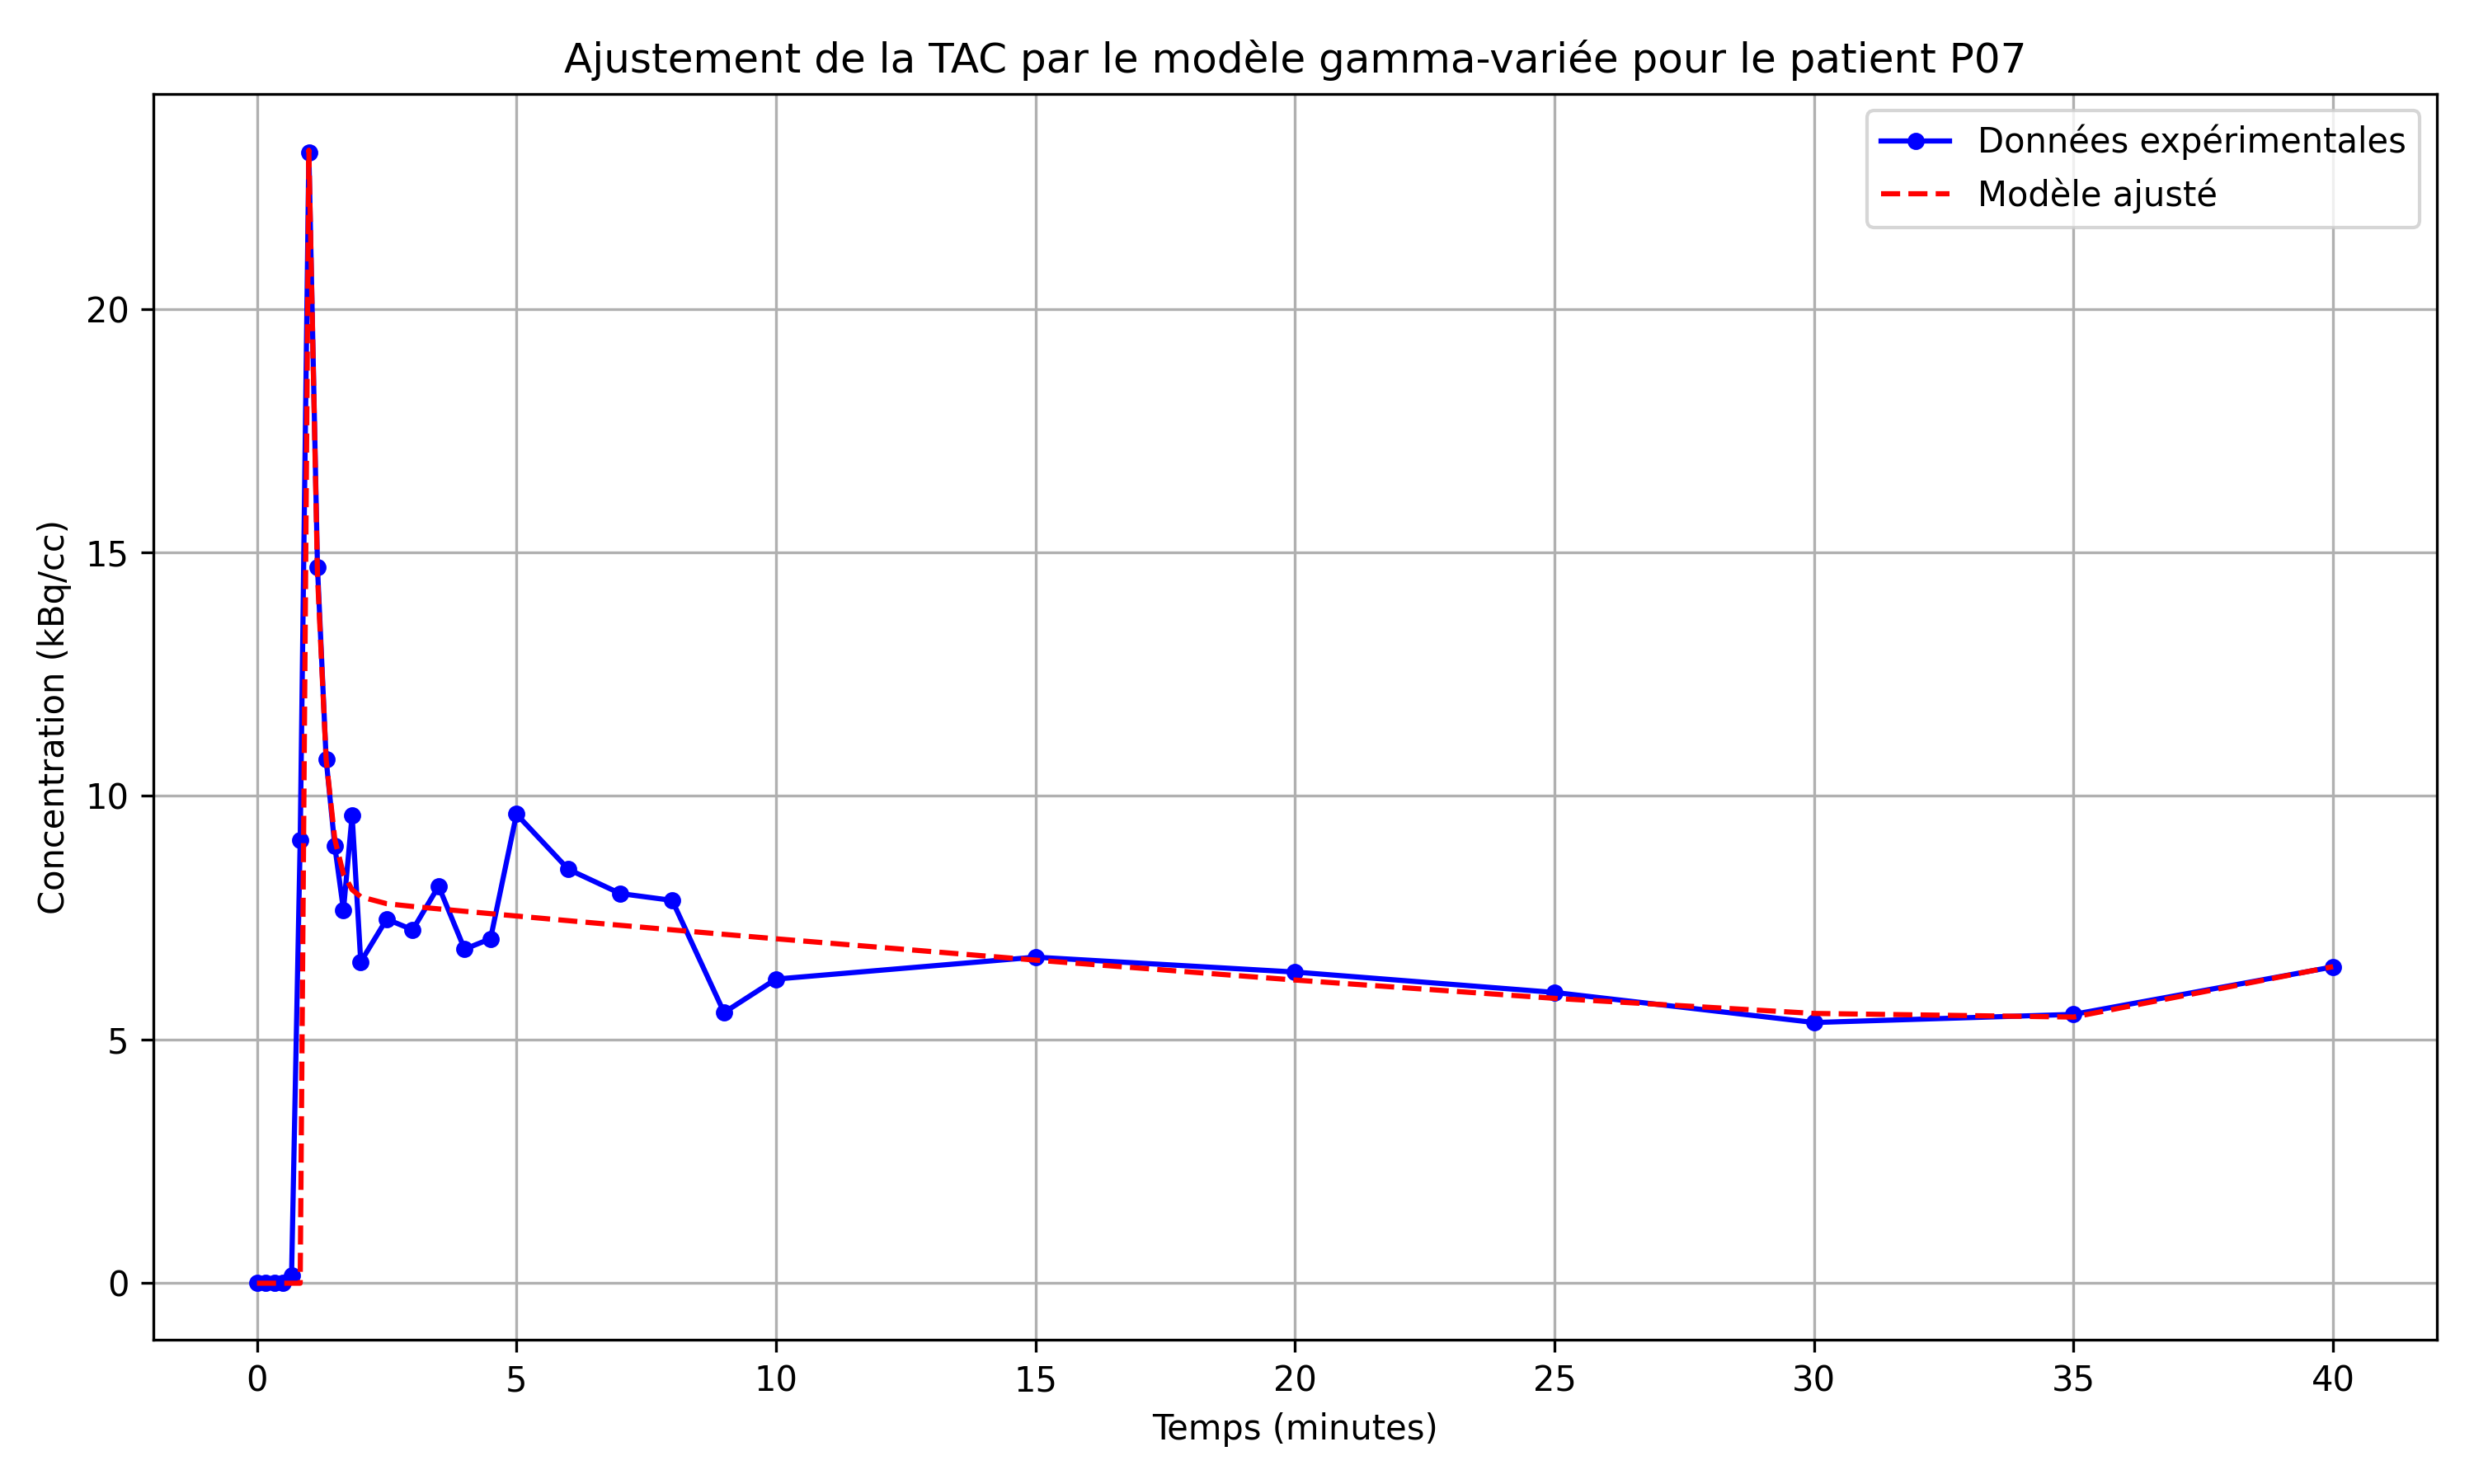 Ajustement de la TAC par le modèle gamma-variée pour le patient P07
Données expérimentales
Modèle ajusté
Concentration (kBq/cc)
20
15
10
5
0
0 5 10 15 20 25 30 35 40
Temps (minutes)